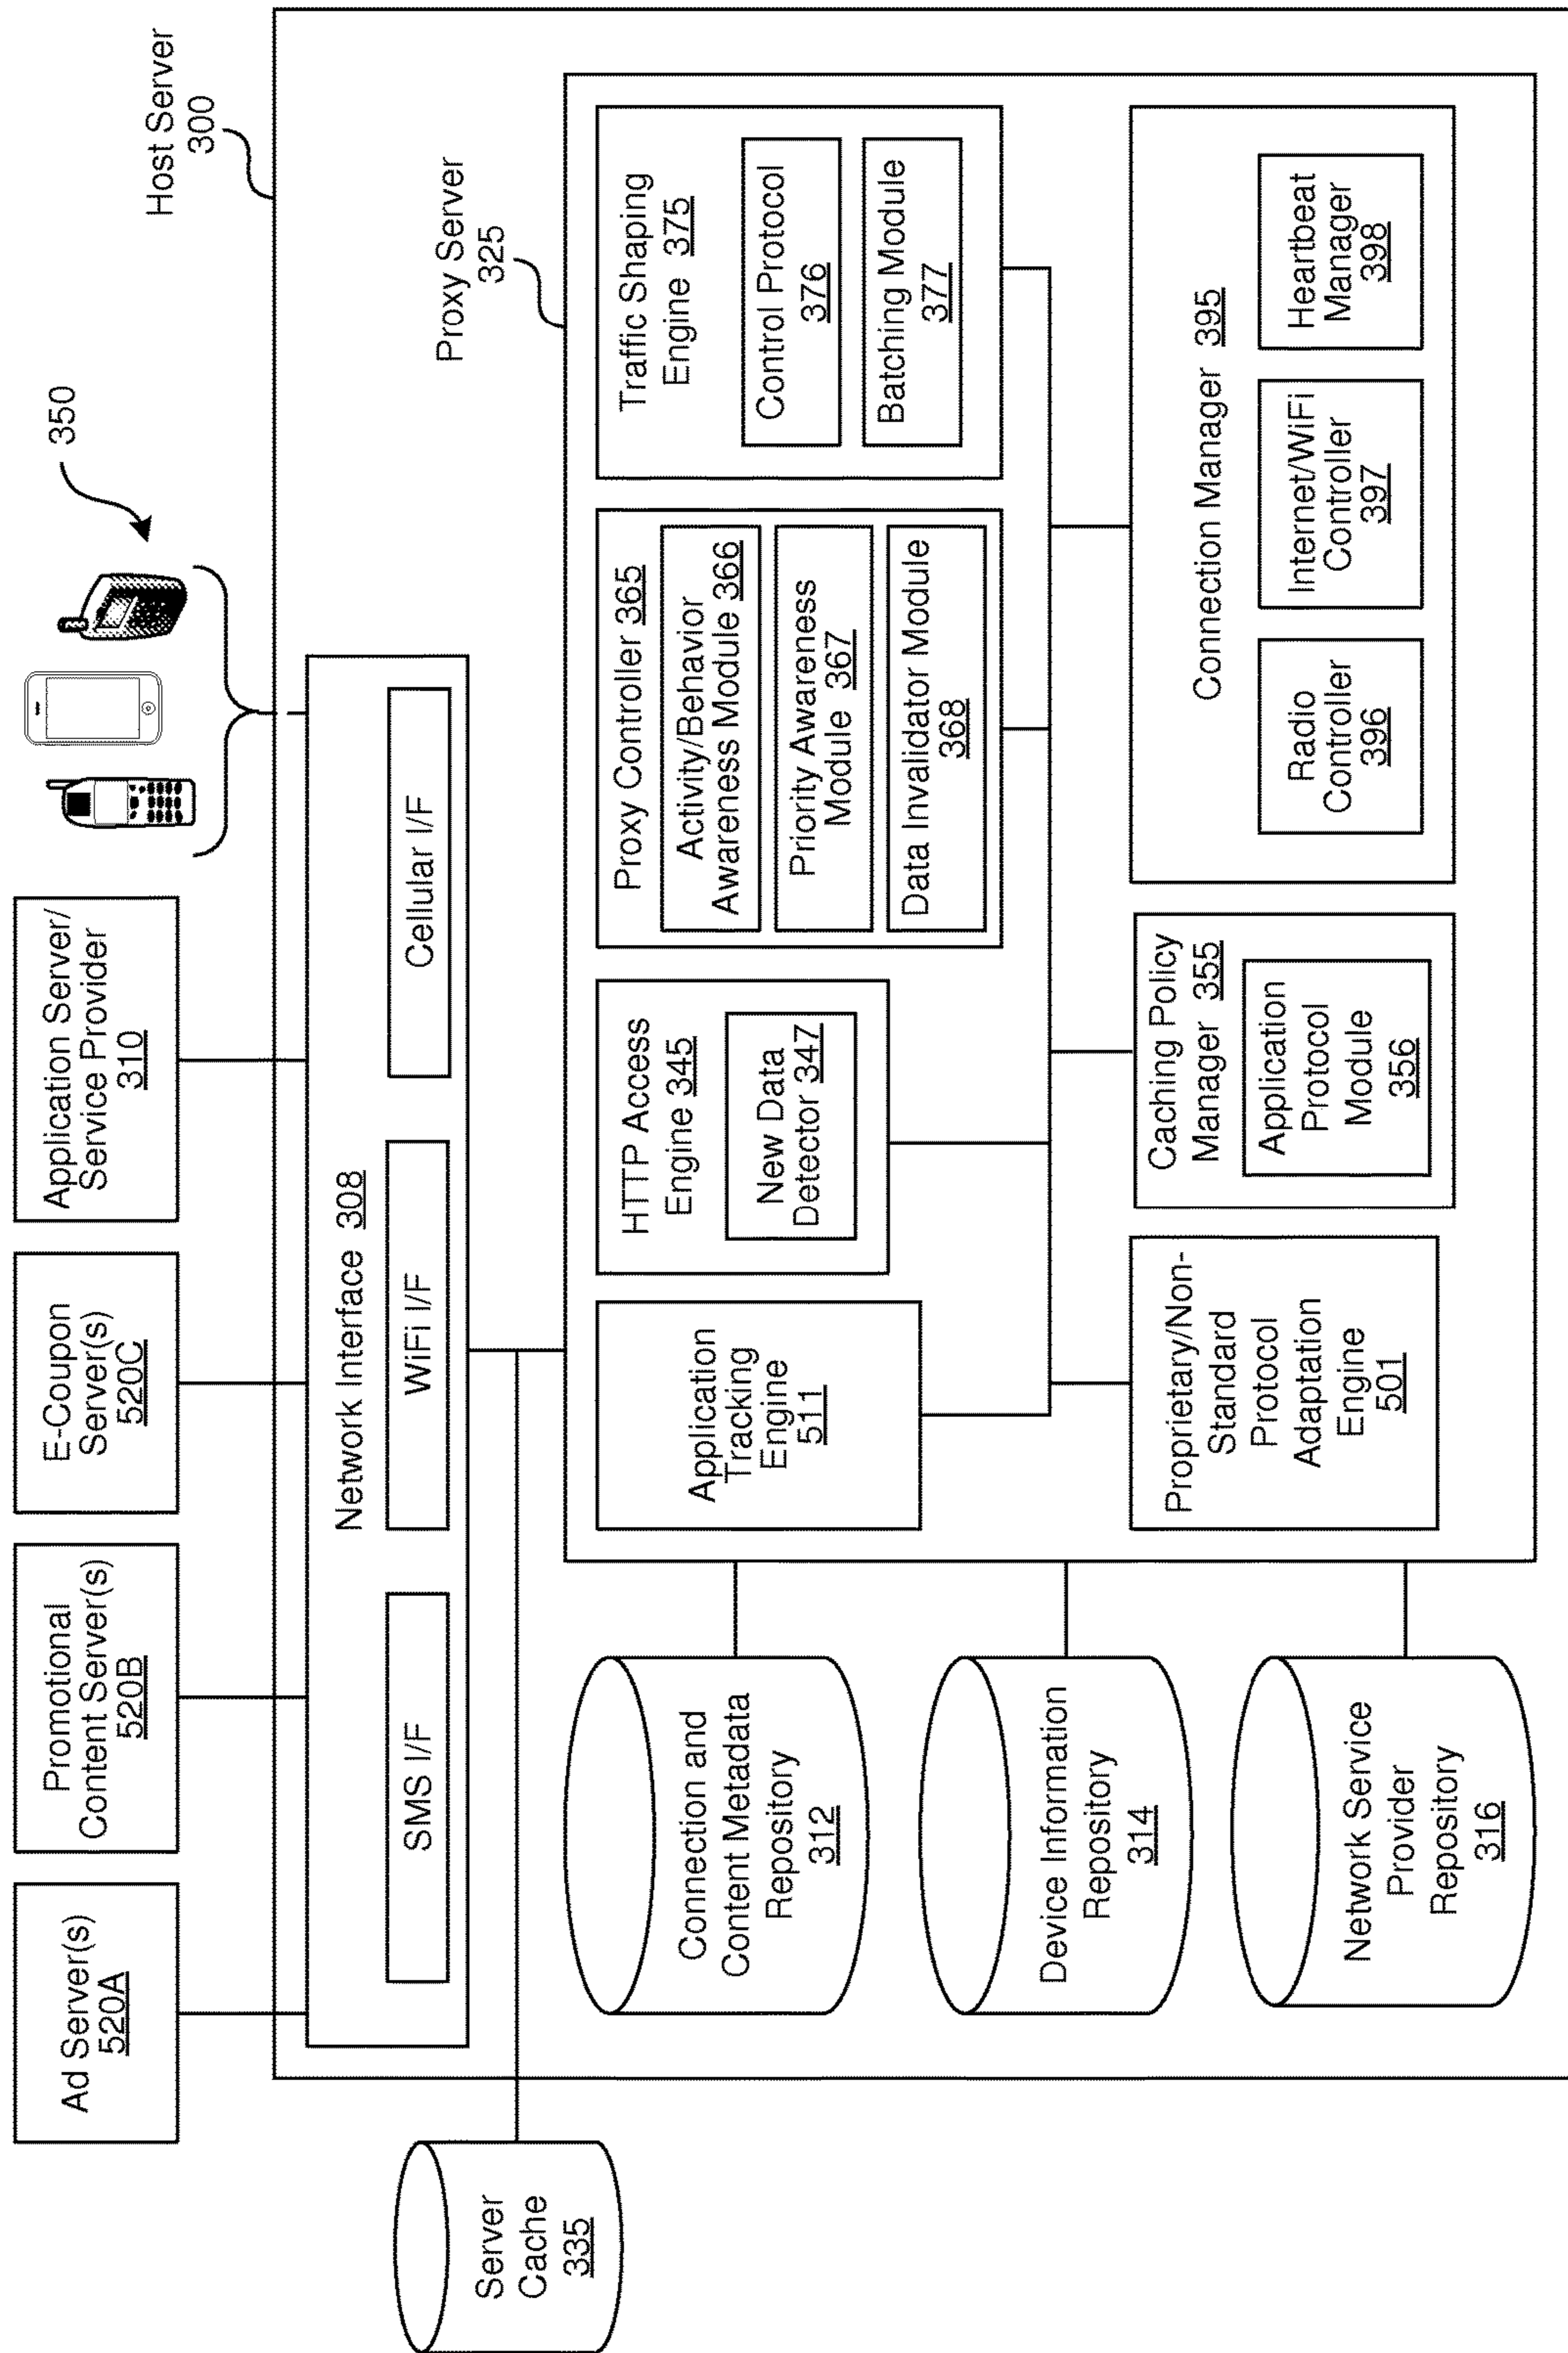 Ad Server(s)
520A
Promotional
Content Server(s)
520B
E-Coupon
Server(s)
520C
Application Server/
Service Provider
310
350
Host Server
300
Network Interface 308
SMS I/F
WiFi I/F
Cellular I/F
Server
Cache
335
Proxy Server
325
Connection and
Content Metadata
Repository
312
Device Information
Repository
314
Network Service
Provider
Repository
316
Application
Tracking
Engine
511
HTTP Access
Engine 345
New Data
Detector 347
Proxy Controller 365
Activity/Behavior
Awareness Module 366
Priority Awareness
Module 367
Data Invalidator Module
368
Traffic Shaping
Engine 375
Control Protocol
376
Batching Module
377
Proprietary/Non-
Standard
Protocol
Adaptation
Engine
501
Caching Policy
Manager 355
Application
Protocol
Module
356
Connection Manager 395
Radio
Controller
396
Internet/WiFi
Controller
397
Heartbeat
Manager
398